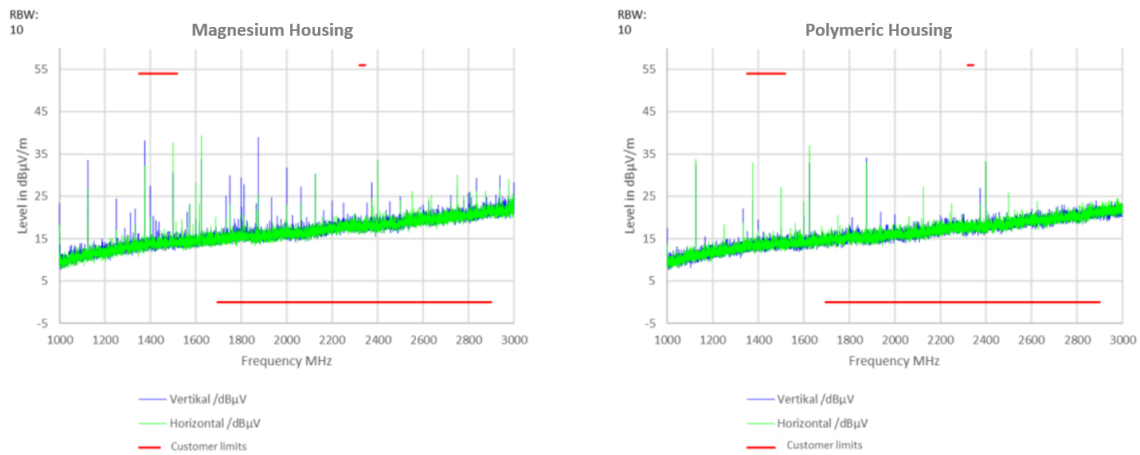 RBW:
10
Magnesium Housing
55
45
35
25
15
5
-5
Level in dBµV/m
1000 1200 1400 1600 1800 2000 2200 2400 2600 2800 3000
Frequency MHz
Vertikal /dBµV
Horizontal /dBµV
Customer limits
RBW:
10
Polymeric Housing
55
45
35
25
15
5
-5
Level in dBµV/m
1000 1200 1400 1600 1800 2000 2200 2400 2600 2800 3000
Frequency MHz
Vertikal /dBµV
Horizontal /dBµV
Customer limits